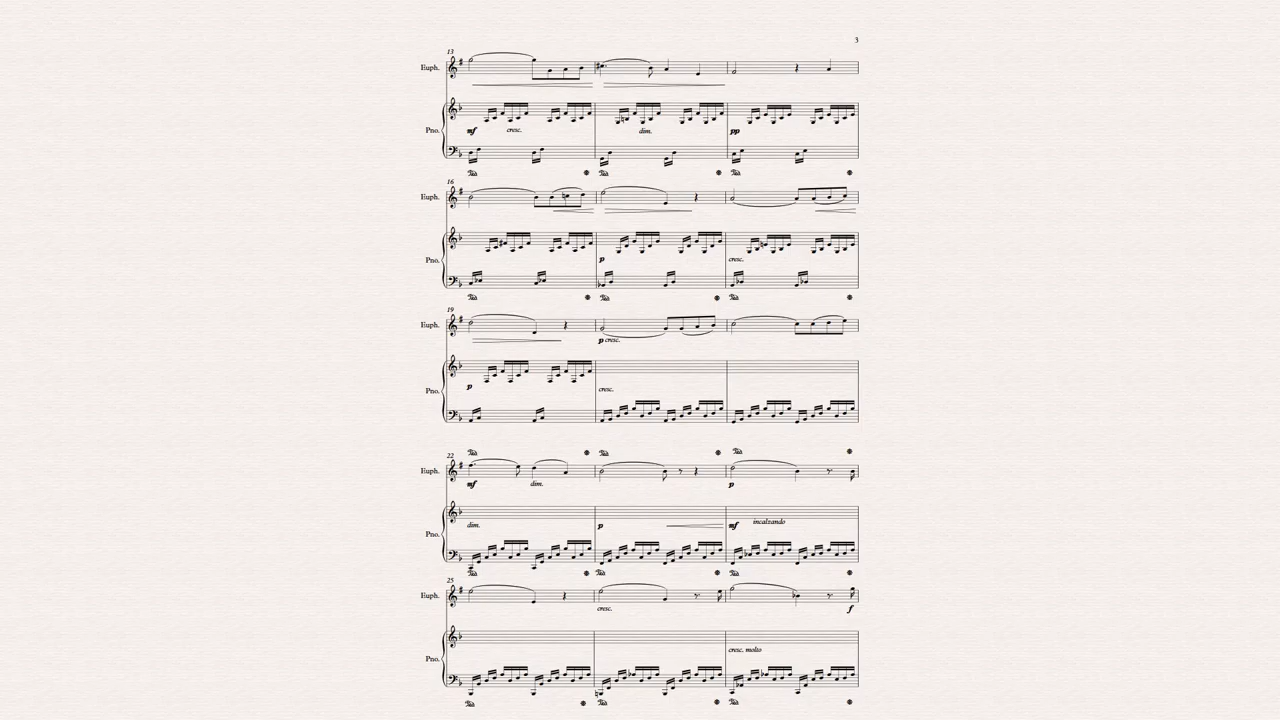 3
13
Euph.
Pno.
mf cresc. dim. pp
16
Euph.
Pno.
p cresc.
19
Euph.
p cresc.
Pno.
p cresc.
22
Euph.
mf dim. p
Pno.
dim. p mf incalzando
25
Euph.
cresc. f
Pno.
cresc. molto